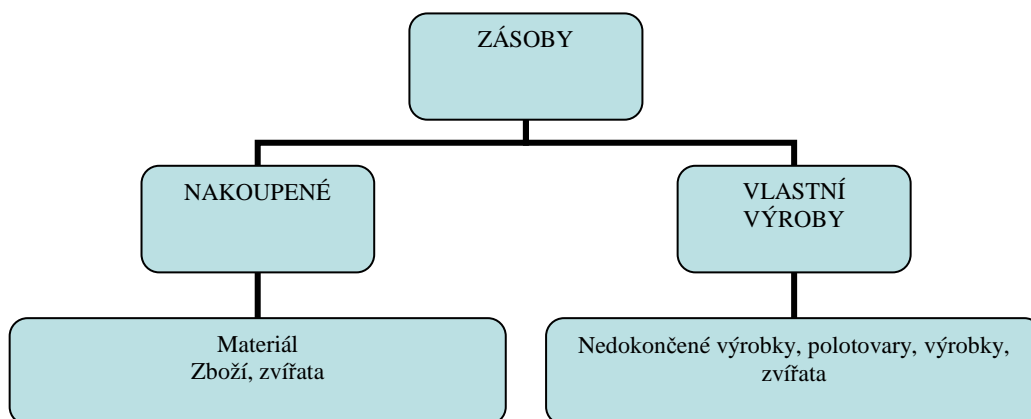 ZÁSOBY
NAKOUPENÉ
VLASTNÍ
VÝROBY
Materiál
Zboží, zvířata
Nedokončené výrobky, polotovary, výrobky,
zvířata